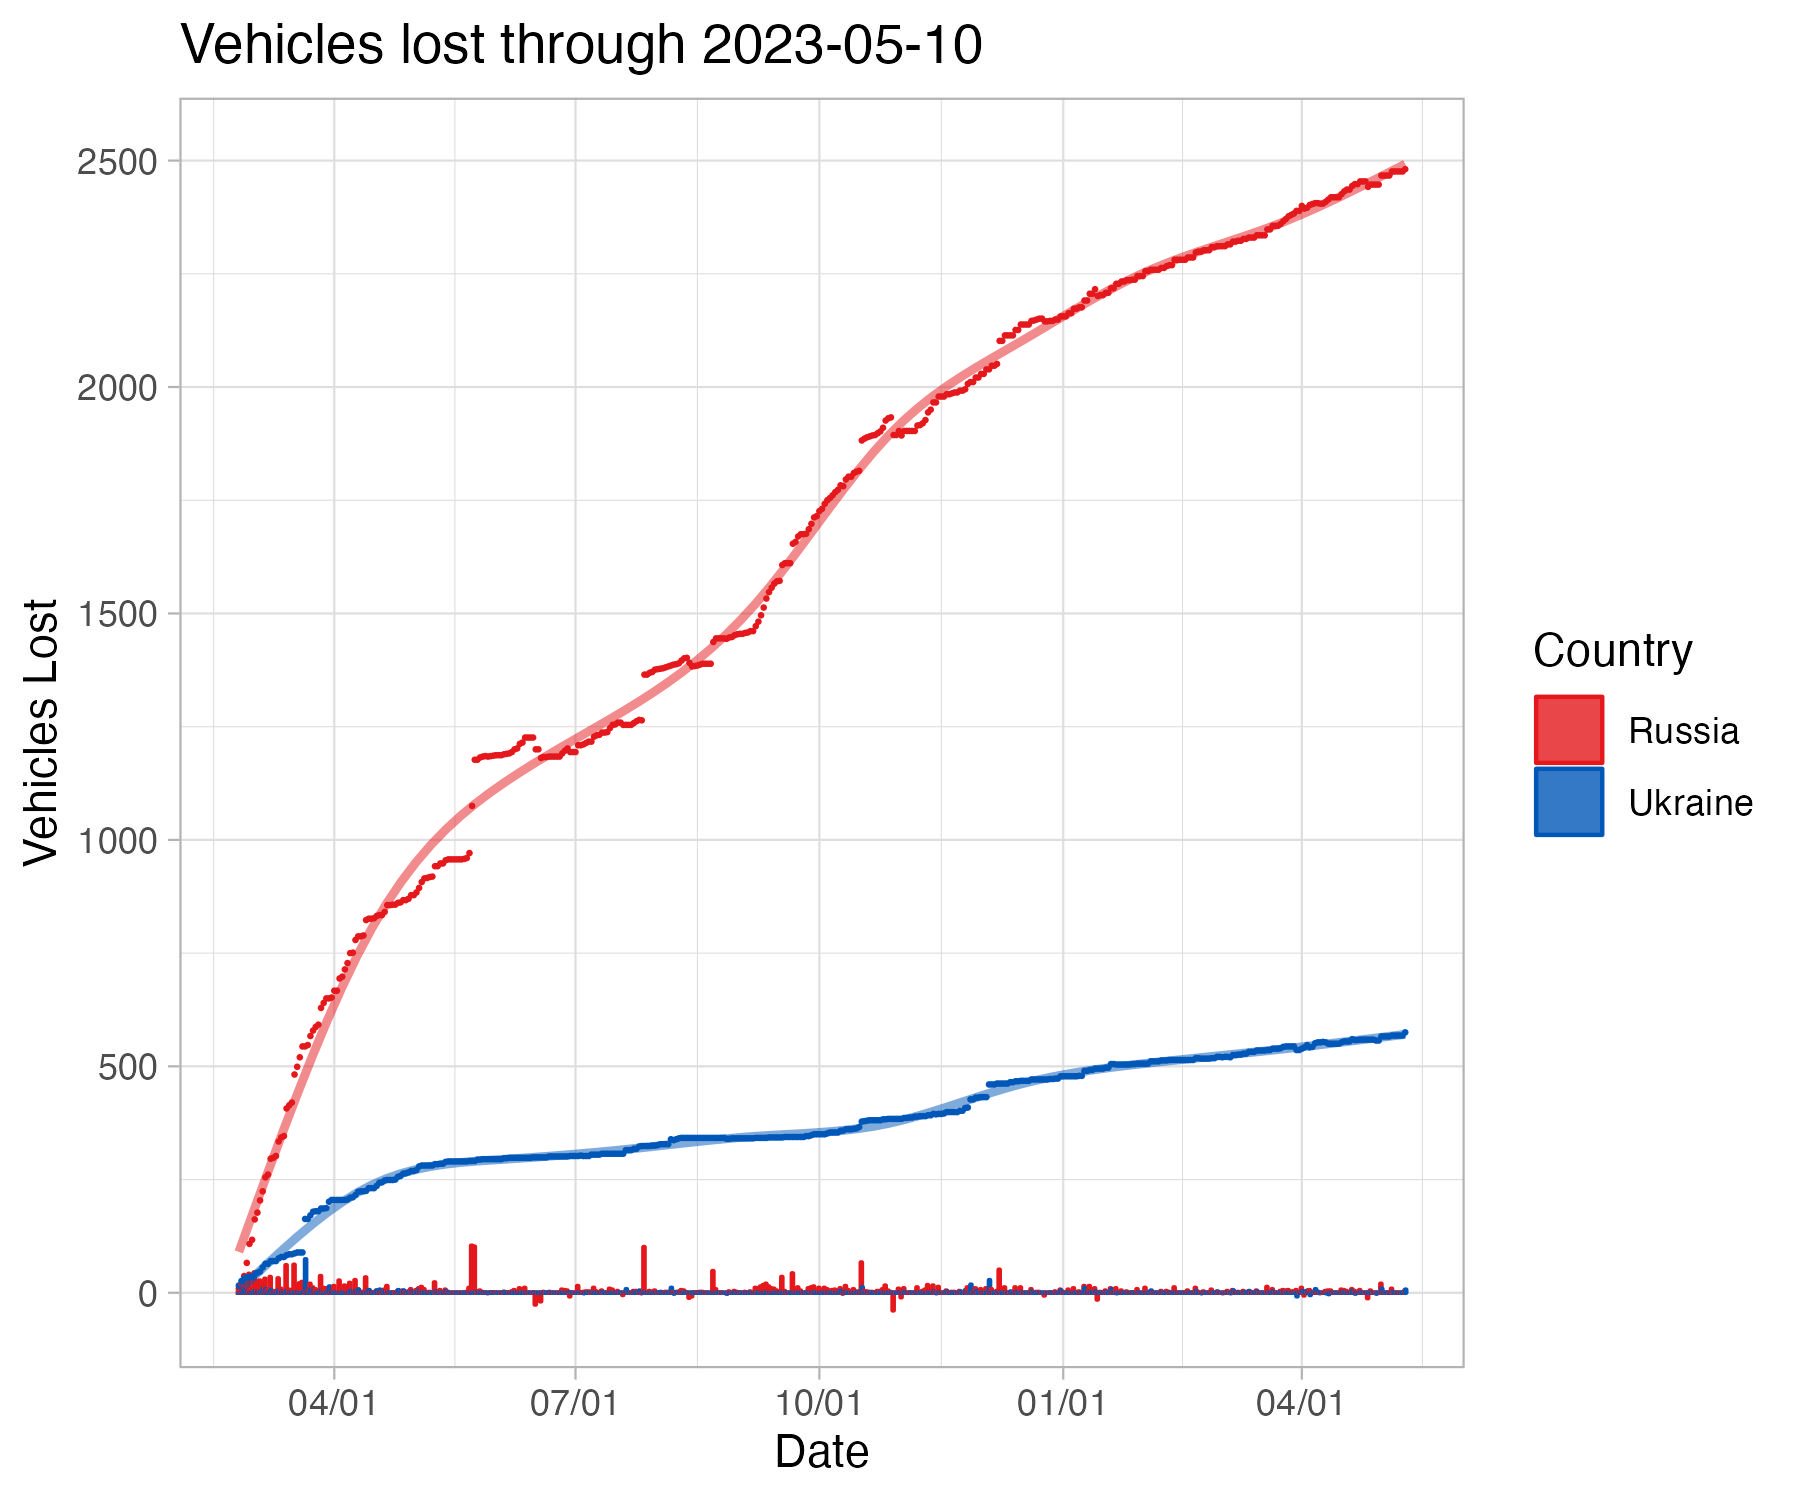 Vehicles lost through 2023-05-10
Vehicles Lost
2500
2000
1500
1000
500
0
04/01
07/01
10/01
01/01
04/01
Date
Country
Russia
Ukraine